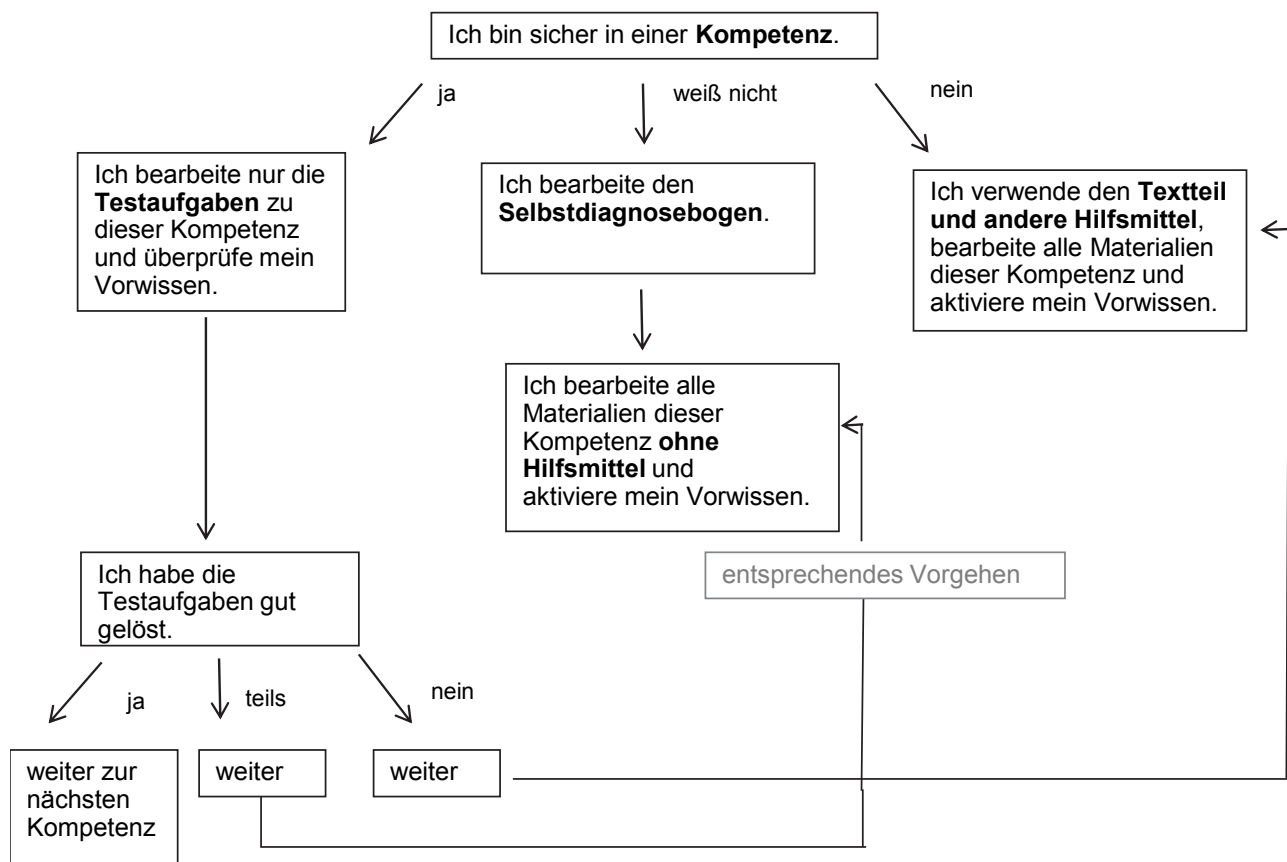 Ich bin sicher in einer Kompetenz.
ja
weiß nicht
nein
Ich bearbeite nur die
Testaufgaben zu
dieser Kompetenz
und überprüfe mein
Vorwissen.
Ich bearbeite den
Selbstdiagnosebogen.
Ich verwende den Textteil
und andere Hilfsmittel,
bearbeite alle Materialien
dieser Kompetenz und
aktiviere mein Vorwissen.
Ich bearbeite alle
Materialien dieser
Kompetenz ohne
Hilfsmittel und
aktiviere mein Vorwissen.
entsprechendes Vorgehen
Ich habe die
Testaufgaben gut
gelöst.
ja
teils
nein
weiter zur
nächsten
Kompetenz
weiter
weiter